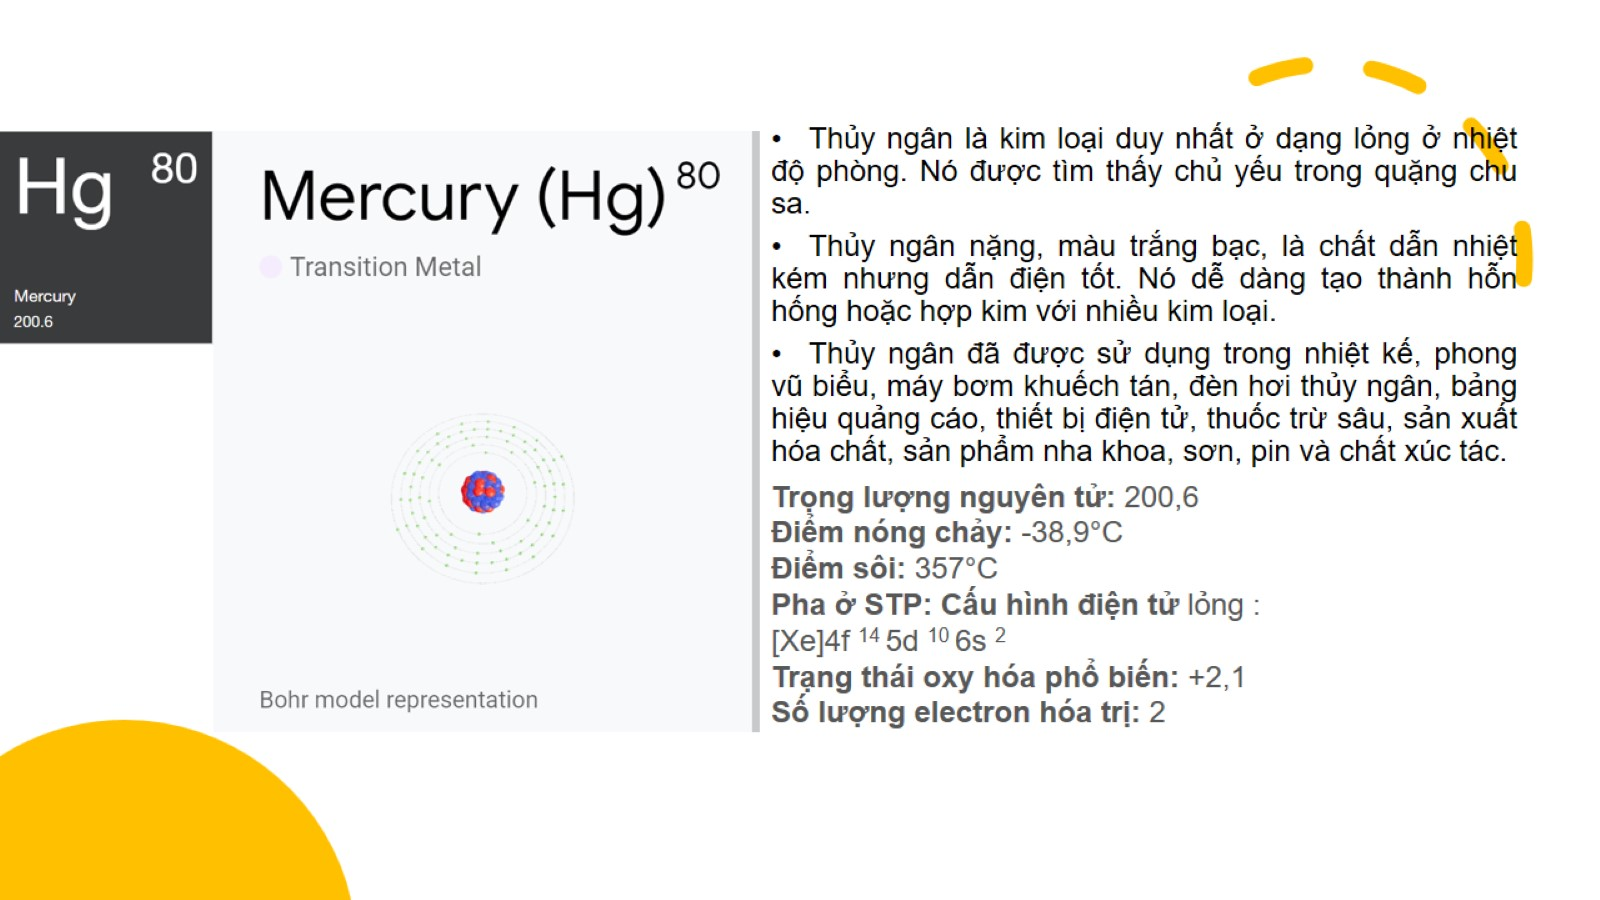 Hg 80
Mercury
200.6
Mercury (Hg) 80
Transition Metal
Bohr model representation
• Thủy ngân là kim loại duy nhất ở dạng lỏng ở nhiệt
độ phòng. Nó được tìm thấy chủ yếu trong quặng chu
sa.
• Thủy ngân nặng, màu trắng bạc, là chất dẫn nhiệt
kém nhưng dẫn điện tốt. Nó dễ dàng tạo thành hỗn
hống hoặc hợp kim với nhiều kim loại.
• Thủy ngân đã được sử dụng trong nhiệt kế, phong
vũ biểu, máy bơm khuếch tán, đèn hơi thủy ngân, bảng
hiệu quảng cáo, thiết bị điện tử, thuốc trừ sâu, sản xuất
hóa chất, sản phẩm nha khoa, sơn, pin và chất xúc tác.
Trọng lượng nguyên tử: 200,6
Điểm nóng chảy: -38,9°C
Điểm sôi: 357°C
Pha ở STP: Cấu hình điện tử lỏng :
[Xe]4f 14 5d 10 6s 2
Trạng thái oxy hóa phổ biến: +2,1
Số lượng electron hóa trị: 2